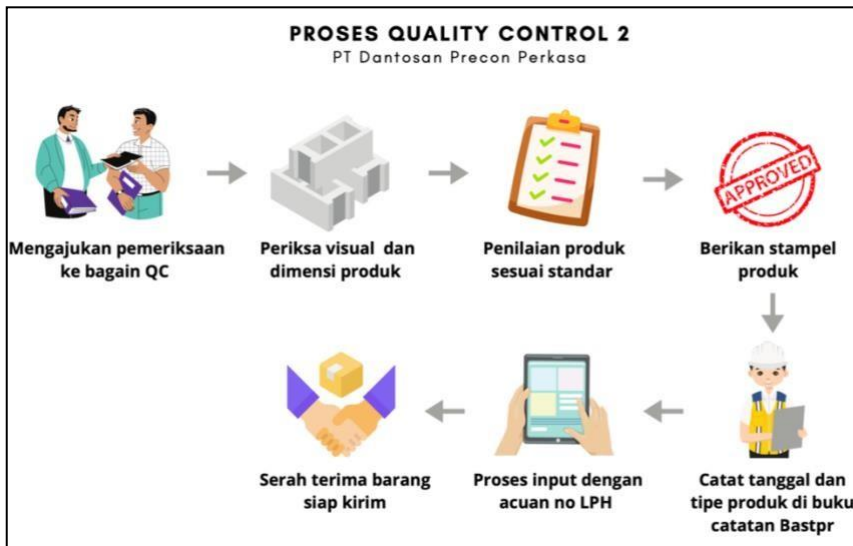 PROSES QUALITY CONTROL 2
PT Dantosan Precon Perkasa
Mengajukan pemeriksaan
ke bagain QC
Periksa visual dan
dimensi produk
Penilaian produk
sesuai standar
APPROVED
Berikan stampel
produk
Catat tanggal dan
tipe produk di buku
catatan Bastpr
Proses input dengan
acuan no LPH
Serah terima barang
siap kirim